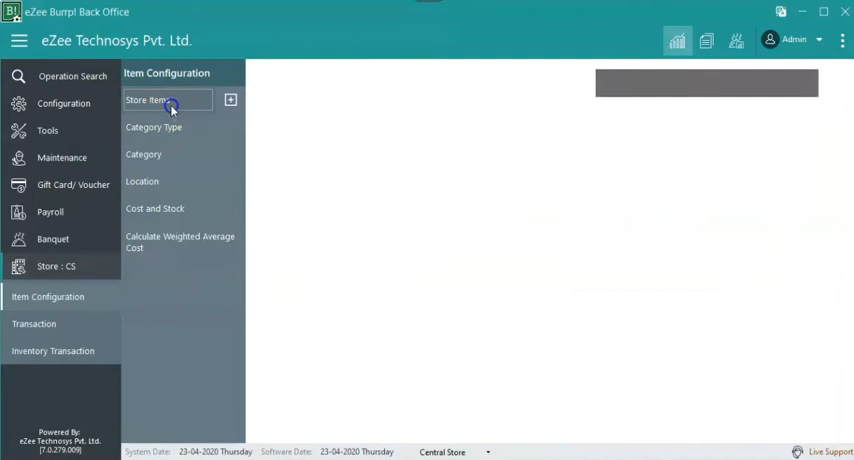 B! eZee Burrp! Back Office
eZee Technosys Pvt. Ltd.
Admin
Operation Search
Configuration
Tools
Maintenance
Gift Card/ Voucher
Payroll
Banquet
Store : CS
Item Configuration
Transaction
Inventory Transaction
Powered By:
eZee Technosys Pvt. Ltd.
[7.0.279.009]
Item Configuration
Store Items
Category Type
Category
Location
Cost and Stock
Calculate Weighted Average
Cost
System Date: 23-04-2020 Thursday Software Date: 23-04-2020 Thursday Central Store
Live Support